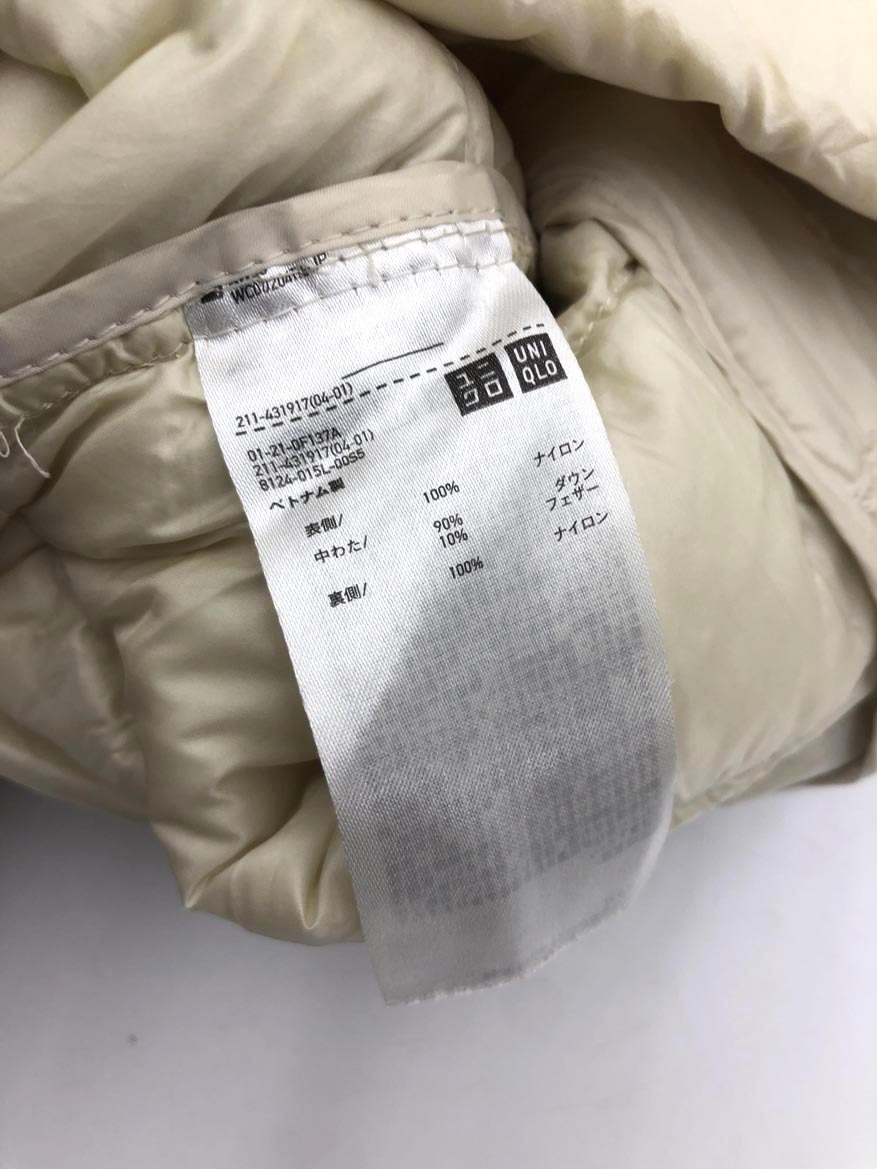 WC0020
211-431917(04-01)
ユニ
クロ
UNI
QLO
01-21-0F137A
211-431917(04-01)
8124-015L-00S5
ベトナム製
表側/ 100% ナイロン
中わた/ 90% ダウン
10% フェザー
裏側/ 100% ナイロン